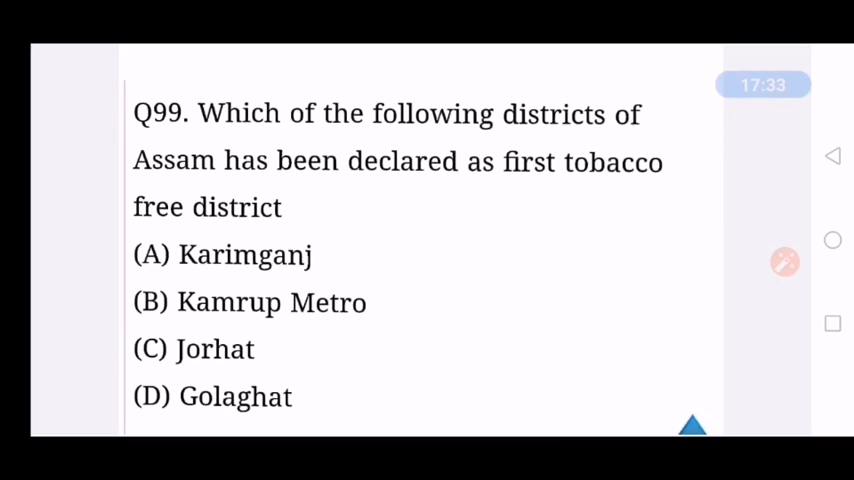 17:33
Q99. Which of the following districts of
Assam has been declared as first tobacco
free district
(A) Karimganj
(B) Kamrup Metro
(C) Jorhat
(D) Golaghat